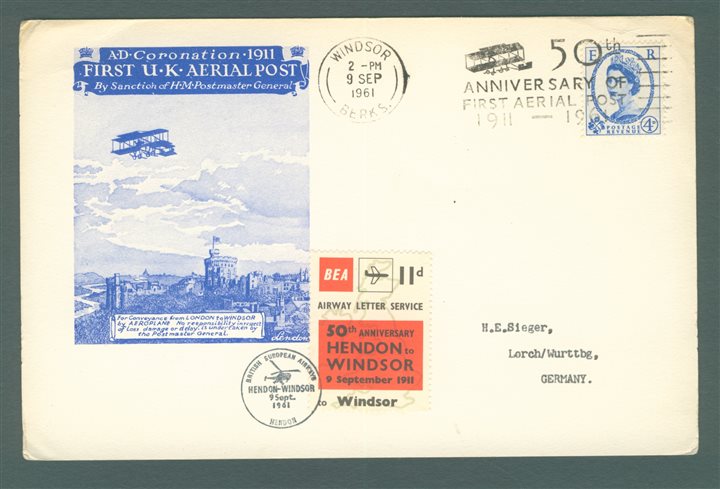 A·D·Coronation·1911
FIRST U·K·AERIAL POST
By Sanction of H·M·Postmaster General
For Conveyance from LONDON to WINDSOR
by AEROPLANE No responsibility in respect
of loss, damage or delay, is undertaken by
the Postmaster General.
WINDSOR
2 - PM
9 SEP
1961
BERKS.
50th
ANNIVERSARY OF
FIRST AERIAL POST
1911 —
E R
POSTAGE
REVENUE
4D
BEA
11d
AIRWAY LETTER SERVICE
50th ANNIVERSARY
HENDON to
WINDSOR
9 September 1911
to Windsor
BRITISH EUROPEAN AIRWAYS
HENDON-WINDSOR
9 Sept.
1961
HENDON
H.E.Sieger,
Lorch/Wurttbg,
GERMANY.